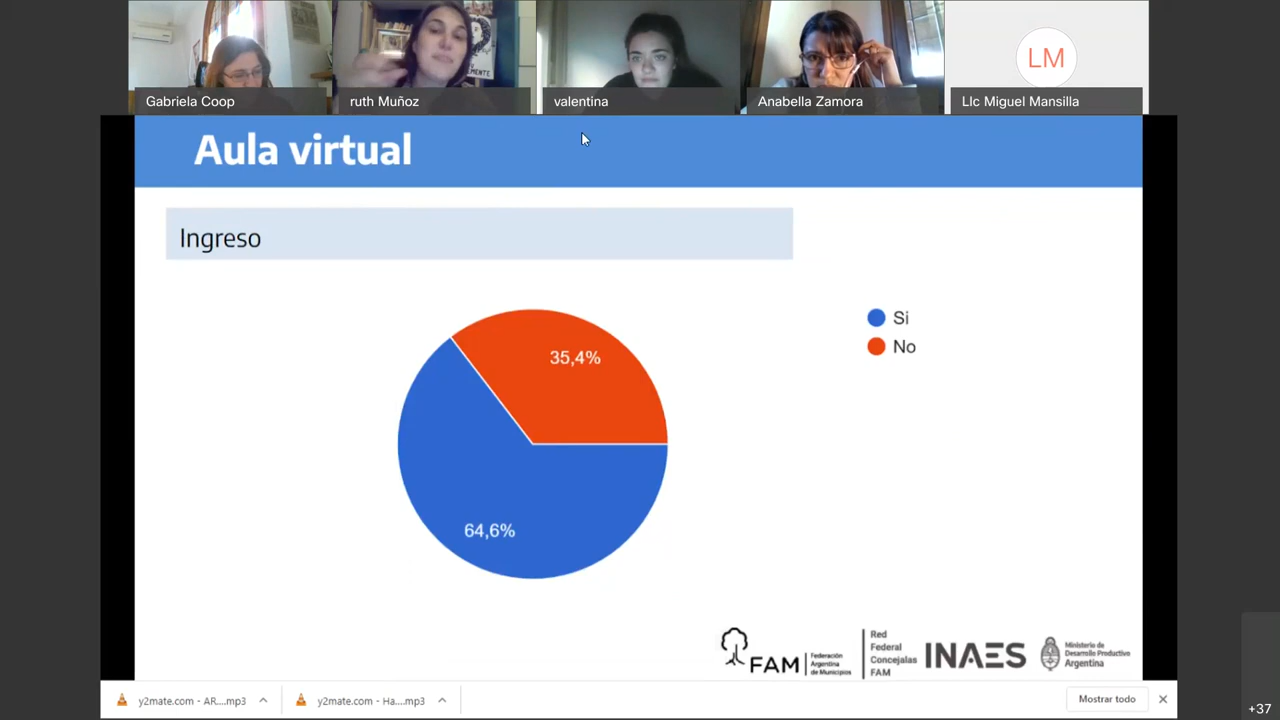 Gabriela Coop
ruth Muñoz
valentina
Anabella Zamora
Llc Miguel Mansilla
LM
Aula virtual
Ingreso
Si
No
35,4%
64,6%
FAM
Federación
Argentina
de Municipios
Red
Federal
Concejalas
FAM
INAES
Ministerio de
Desarrollo Productivo
Argentina
y2mate.com - AR....mp3
y2mate.com - Ha....mp3
Mostrar todo
+37